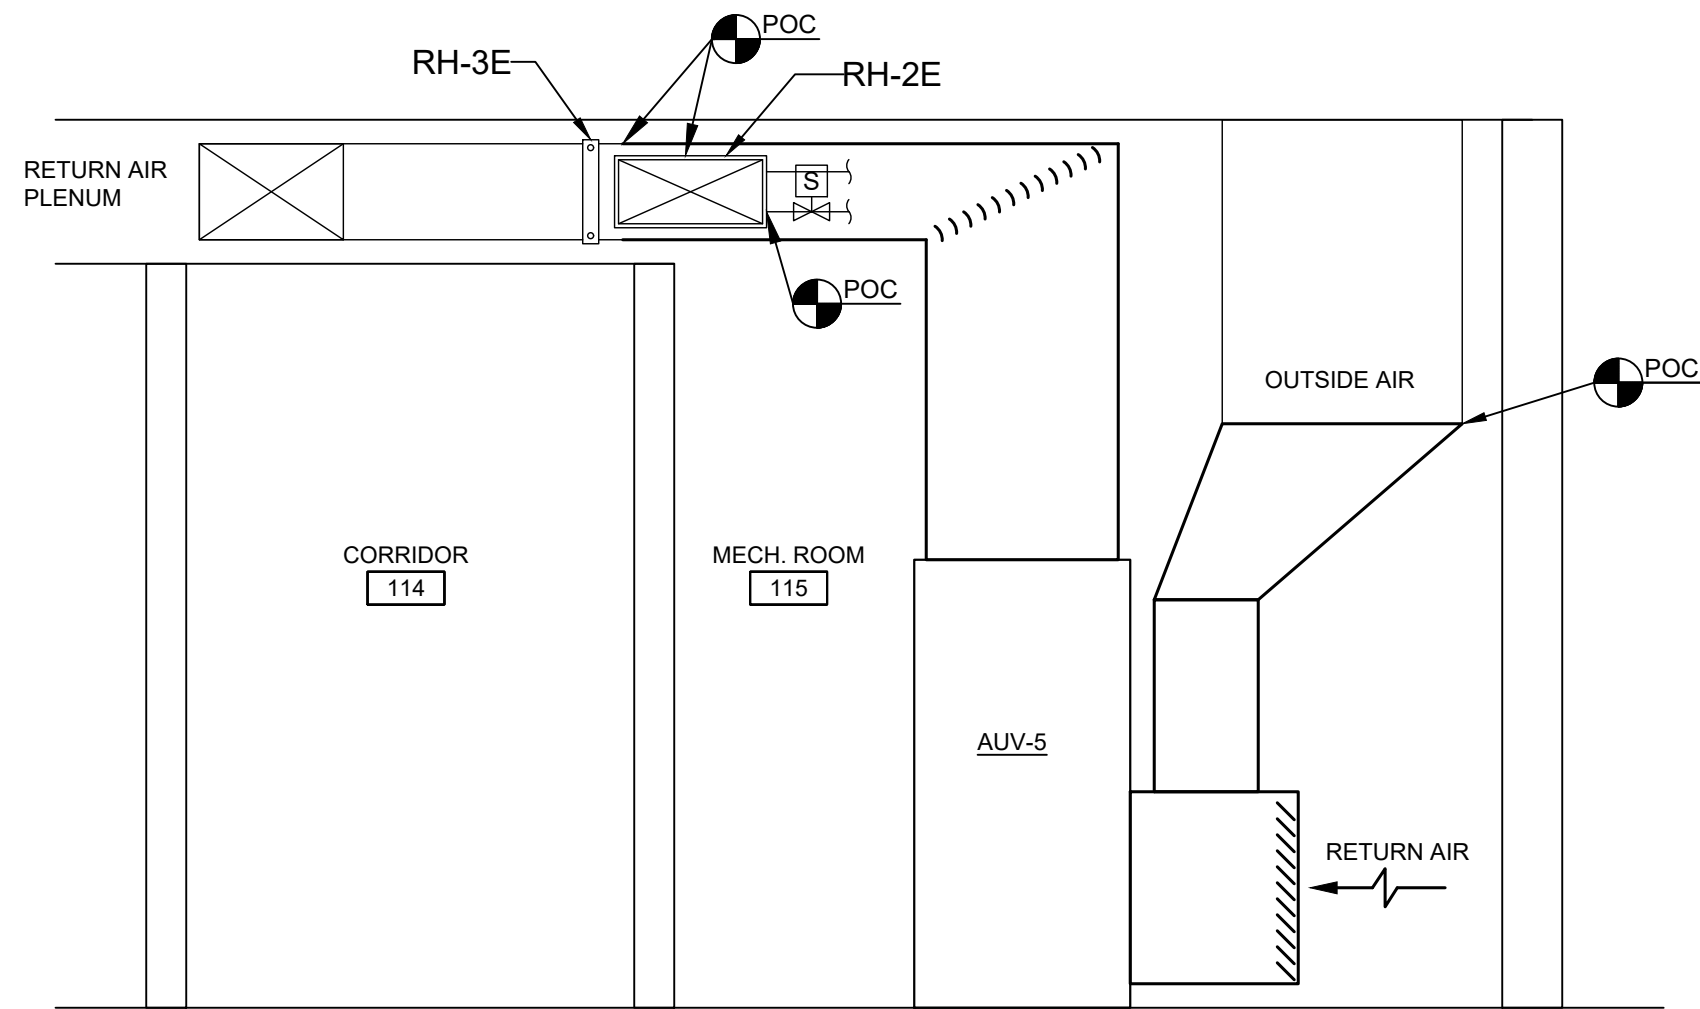 POC
RH-3E
RH-2E
RETURN AIR
PLENUM
S
POC
POC
OUTSIDE AIR
CORRIDOR
114
MECH. ROOM
115
AUV-5
RETURN AIR